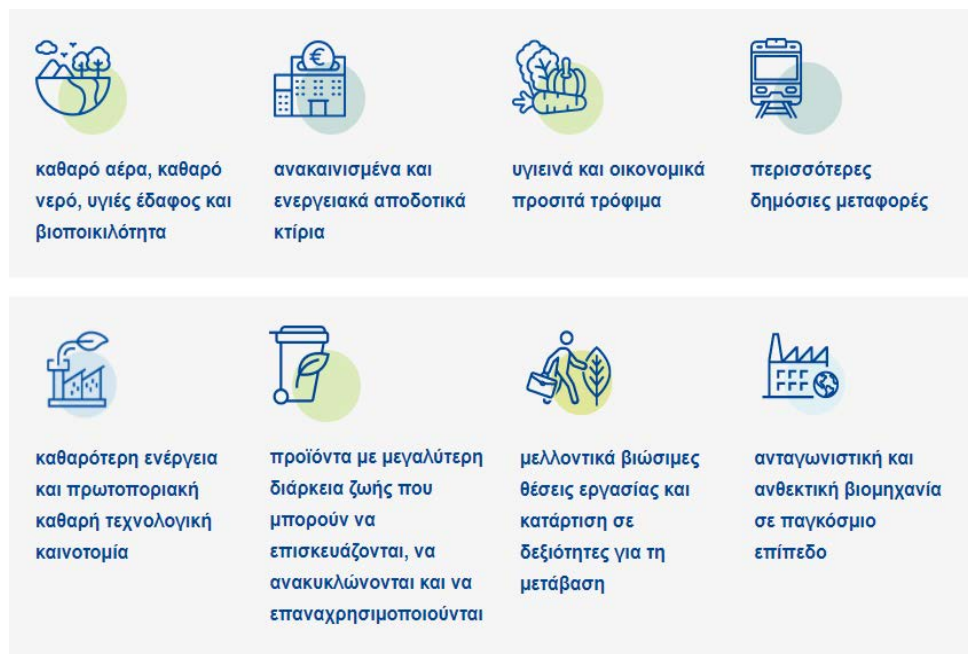 καθαρό αέρα, καθαρό
νερό, υγιές έδαφος και
βιοποικιλότητα
ανακαινισμένα και
ενεργειακά αποδοτικά
κτίρια
υγιεινά και οικονομικά
προσιτά τρόφιμα
περισσότερες
δημόσιες μεταφορές
καθαρότερη ενέργεια
και πρωτοποριακή
καθαρή τεχνολογική
καινοτομία
προϊόντα με μεγαλύτερη
διάρκεια ζωής που
μπορούν να
επισκευάζονται, να
ανακυκλώνονται και να
επαναχρησιμοποιούνται
μελλοντικά βιώσιμες
θέσεις εργασίας και
κατάρτιση σε
δεξιότητες για τη
μετάβαση
ανταγωνιστική και
ανθεκτική βιομηχανία
σε παγκόσμιο
επίπεδο